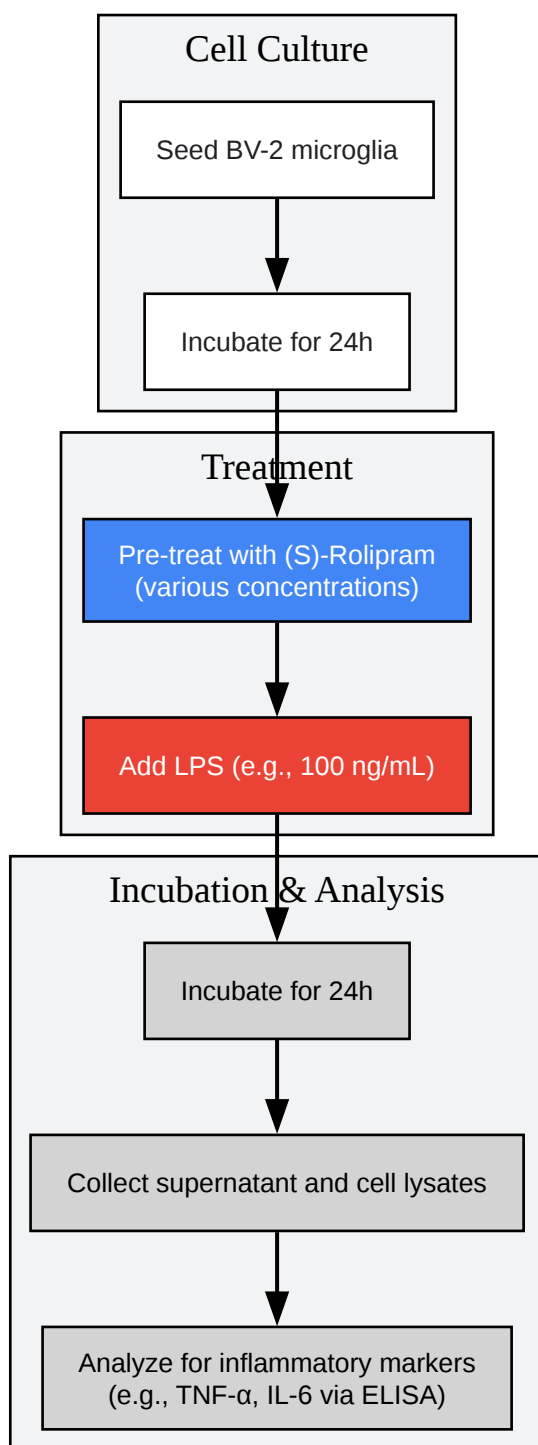 Cell Culture
Seed BV-2 microglia
Incubate for 24h
Treatment
Pre-treat with (S)-Rolipram
(various concentrations)
Add LPS (e.g., 100 ng/mL)
Incubation & Analysis
Incubate for 24h
Collect supernatant and cell lysates
Analyze for inflammatory markers
(e.g., TNF-α, IL-6 via ELISA)